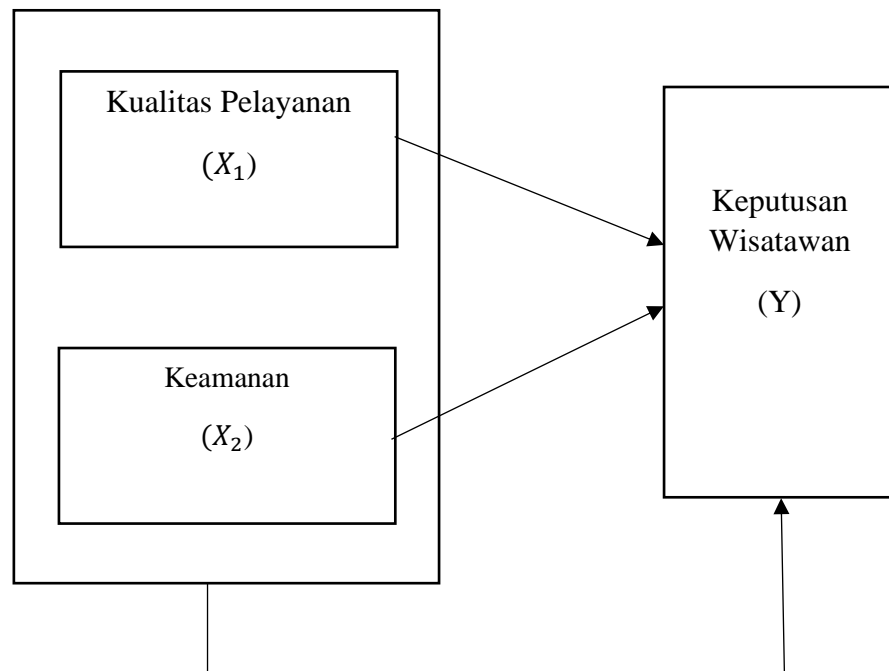 Kualitas Pelayanan
(X₁)
Keamanan
(X₂)
Keputusan
Wisatawan
(Y)